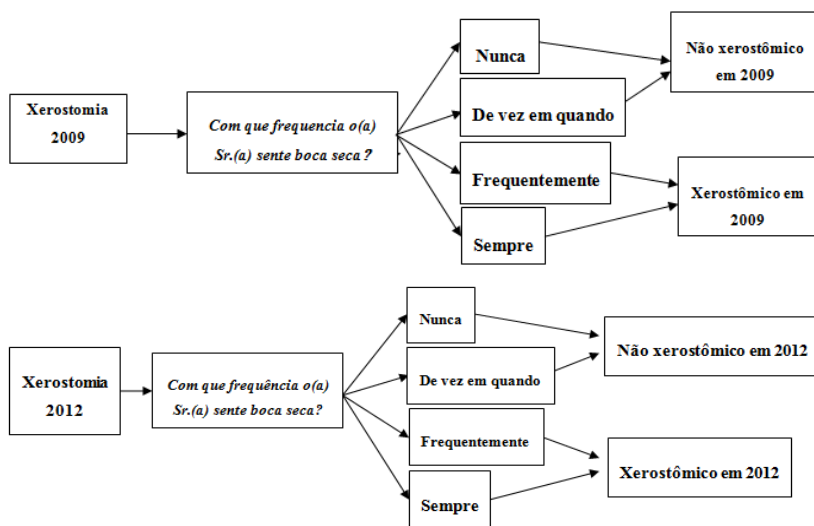 Xerostomia
2009
Com que frequencia o(a)
Sr.(a) sente boca seca?
Nunca
De vez em quando
Frequentemente
Sempre
Não xerostômico
em 2009
Xerostômico em
2009
Xerostomia
2012
Com que frequência o(a)
Sr.(a) sente boca seca?
Nunca
De vez em quando
Frequentemente
Sempre
Não xerostômico em 2012
Xerostômico em 2012